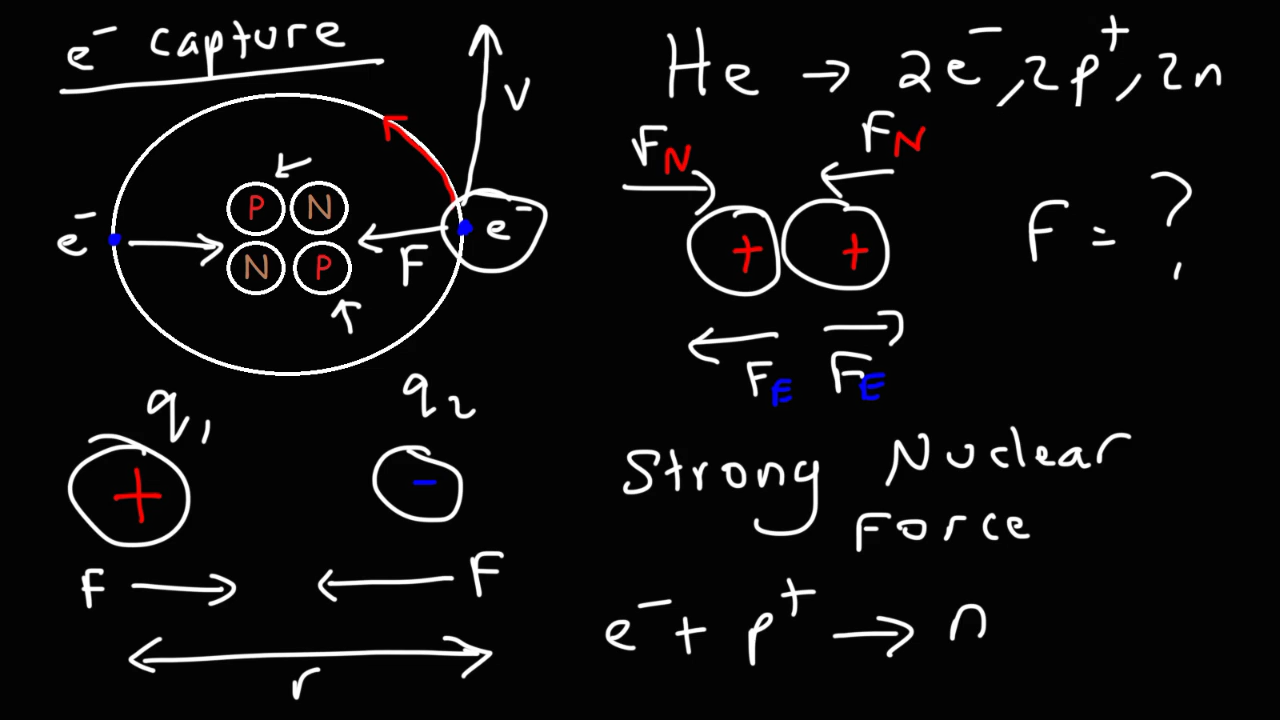 e⁻ capture
v
e⁻
P N
N P
F
e⁻
q₁
q₂
+
-
F
F
r
He → 2e⁻, 2p⁺, 2n
F_N
F_N
+ +
F = ?
F_E
F_E
Strong Nuclear
Force
e⁻ + p⁺ → n